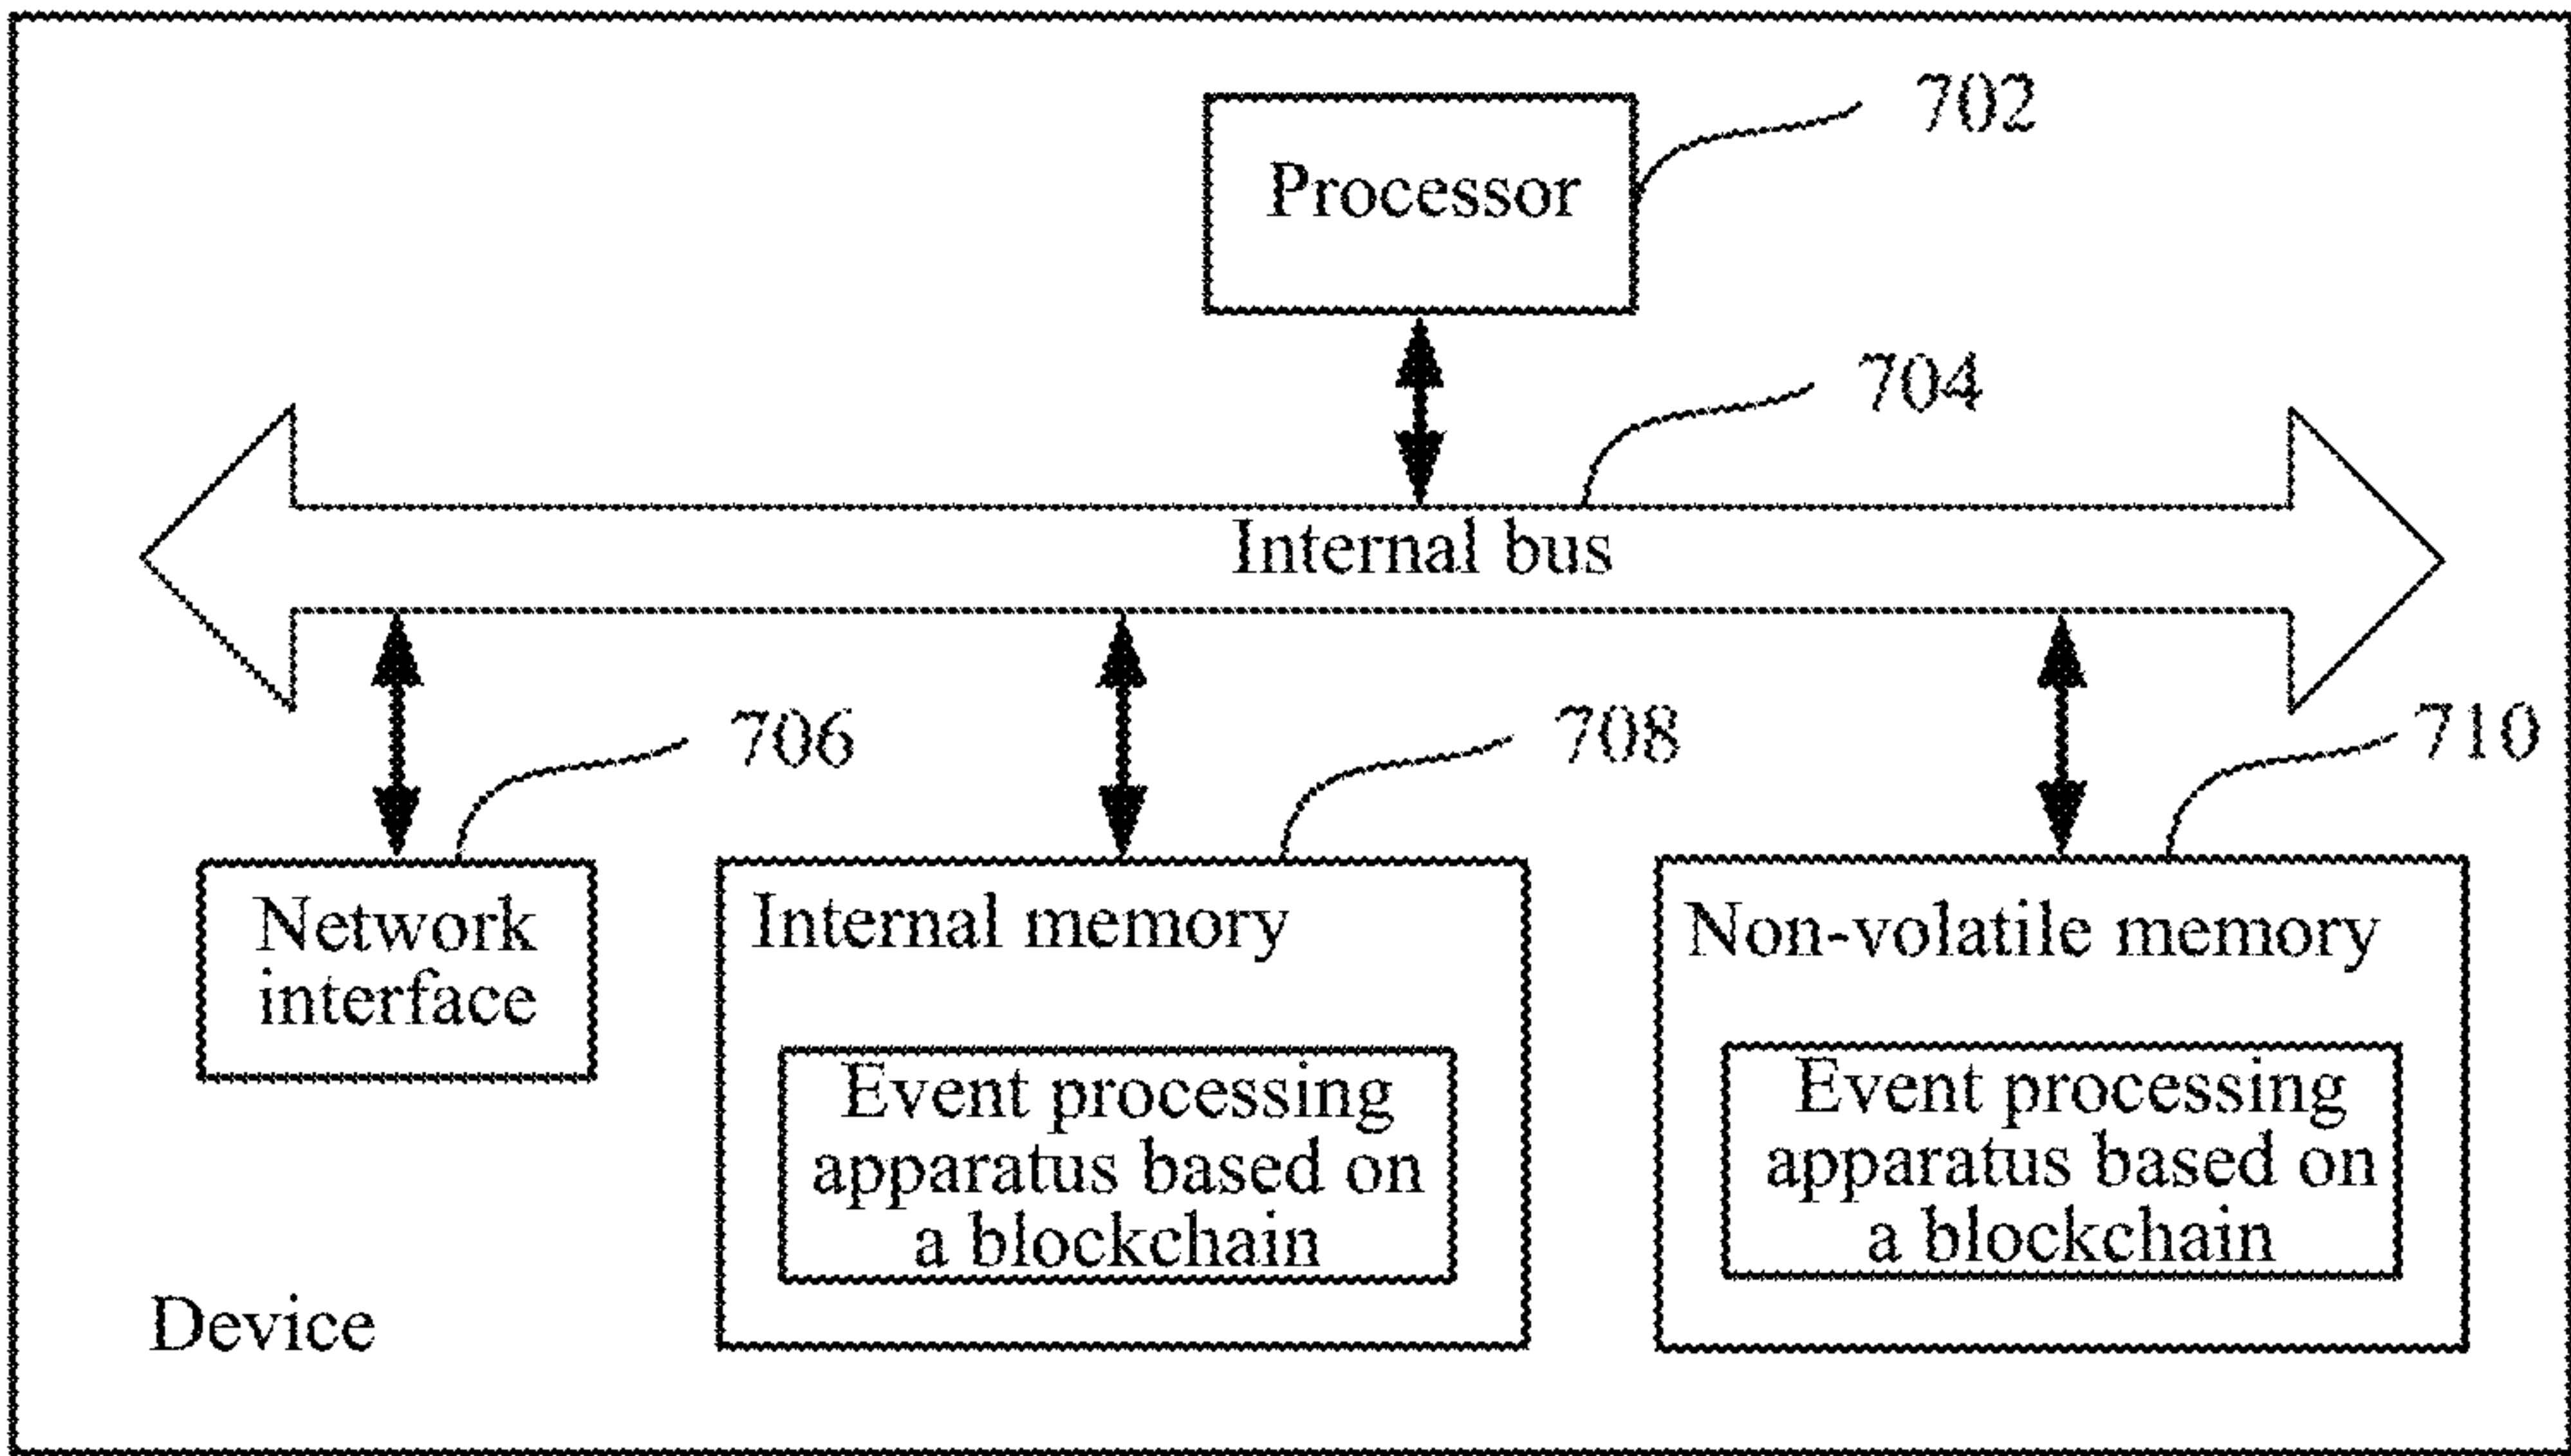 702
Processor
704
Internal bus
706
708
710
Network
interface
Internal memory
Event processing
apparatus based on
a blockchain
Non-volatile memory
Event processing
apparatus based on
a blockchain
Device